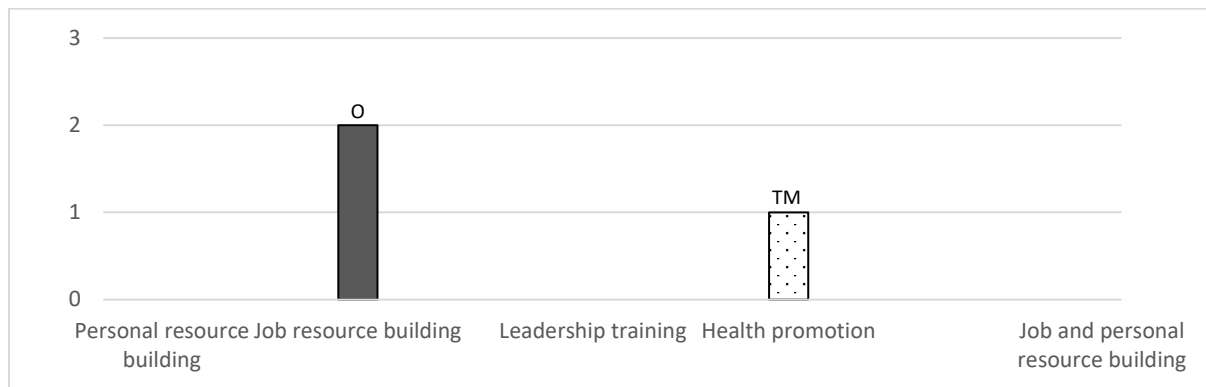 3
O
2
TM
1
0
Personal resource building
Job resource building
Leadership training
Health promotion
Job and personal resource building